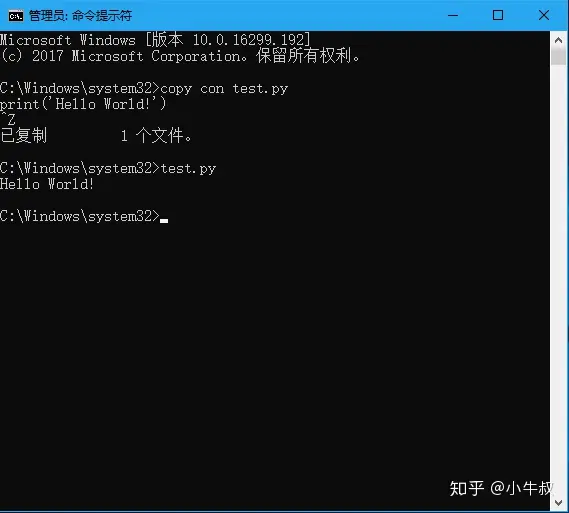 管理员: 命令提示符
Microsoft Windows [版本 10.0.16299.192]
(c) 2017 Microsoft Corporation。保留所有权利。
C:\Windows\system32>copy con test.py
print('Hello World!')
^Z
已复制         1 个文件。
C:\Windows\system32>test.py
Hello World!
C:\Windows\system32>
知乎 @小牛叔